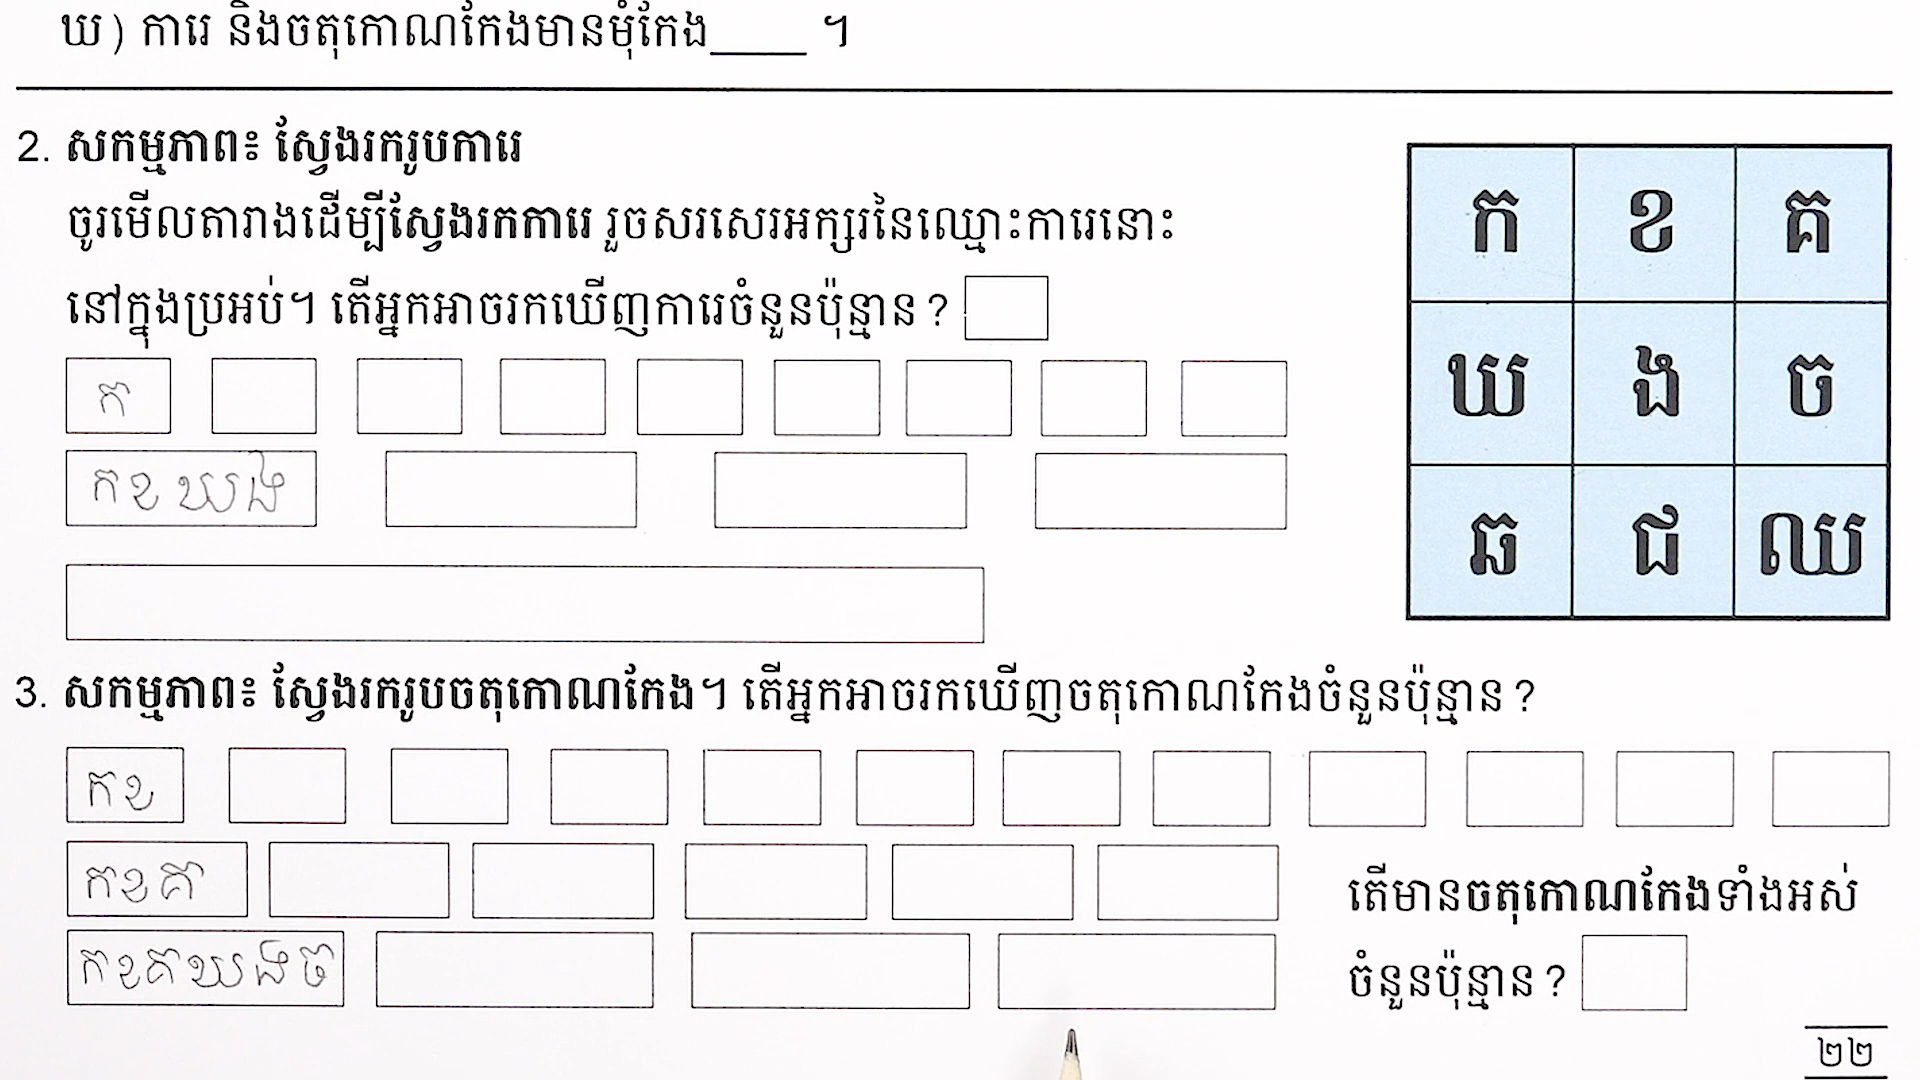 ឃ) ការេ និងចតុកោណកែងមានមុំកែង_____ ។
2. សកម្មភាព៖ ស្វែងរករូបការេ
ចូរមើលតារាងដើម្បីស្វែងរកការេ រួចសរសេរអក្សរនៃឈ្មោះការេនោះ
នៅក្នុងប្រអប់។ តើអ្នកអាចរកឃើញការេចំនួនប៉ុន្មាន?
ក
កខ ឃង
ក ខ គ
ឃ ង ច
ឆ ជ ឈ
3. សកម្មភាព៖ ស្វែងរករូបចតុកោណកែង។ តើអ្នកអាចរកឃើញចតុកោណកែងចំនួនប៉ុន្មាន?
កខ
កខគ
កខគឃងច
តើមានចតុកោណកែងទាំងអស់
ចំនួនប៉ុន្មាន?
២២